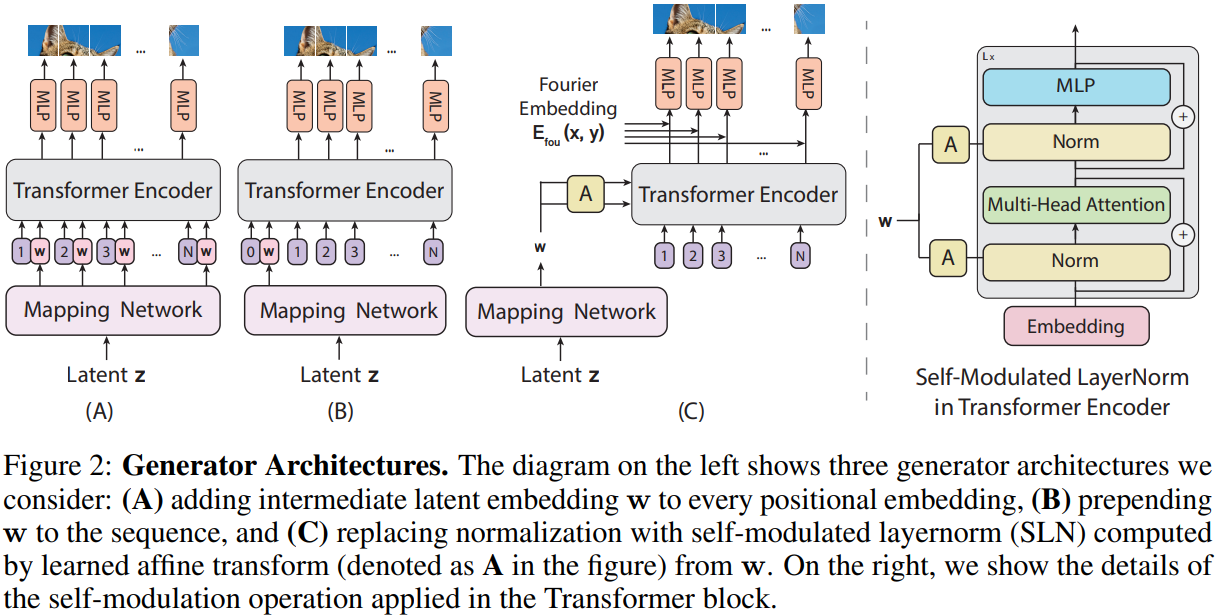 ...
...
...
MLP MLP MLP MLP
MLP MLP MLP MLP
MLP MLP MLP MLP
...
...
...
Fourier
Embedding
E_fou (x, y)
Transformer Encoder
Transformer Encoder
A
Transformer Encoder
1 w 2 w 3 w ... N w
0 w 1 2 3 ... N
w
1 2 3 ... N
Mapping Network
Mapping Network
Mapping Network
Latent z
Latent z
Latent z
(A)
(B)
(C)
Lx
MLP
+
A
Norm
w
Multi-Head Attention
+
A
Norm
Embedding
Self-Modulated LayerNorm
in Transformer Encoder
Figure 2: Generator Architectures. The diagram on the left shows three generator architectures we
consider: (A) adding intermediate latent embedding w to every positional embedding, (B) prepending
w to the sequence, and (C) replacing normalization with self-modulated layernorm (SLN) computed
by learned affine transform (denoted as A in the figure) from w. On the right, we show the details of
the self-modulation operation applied in the Transformer block.